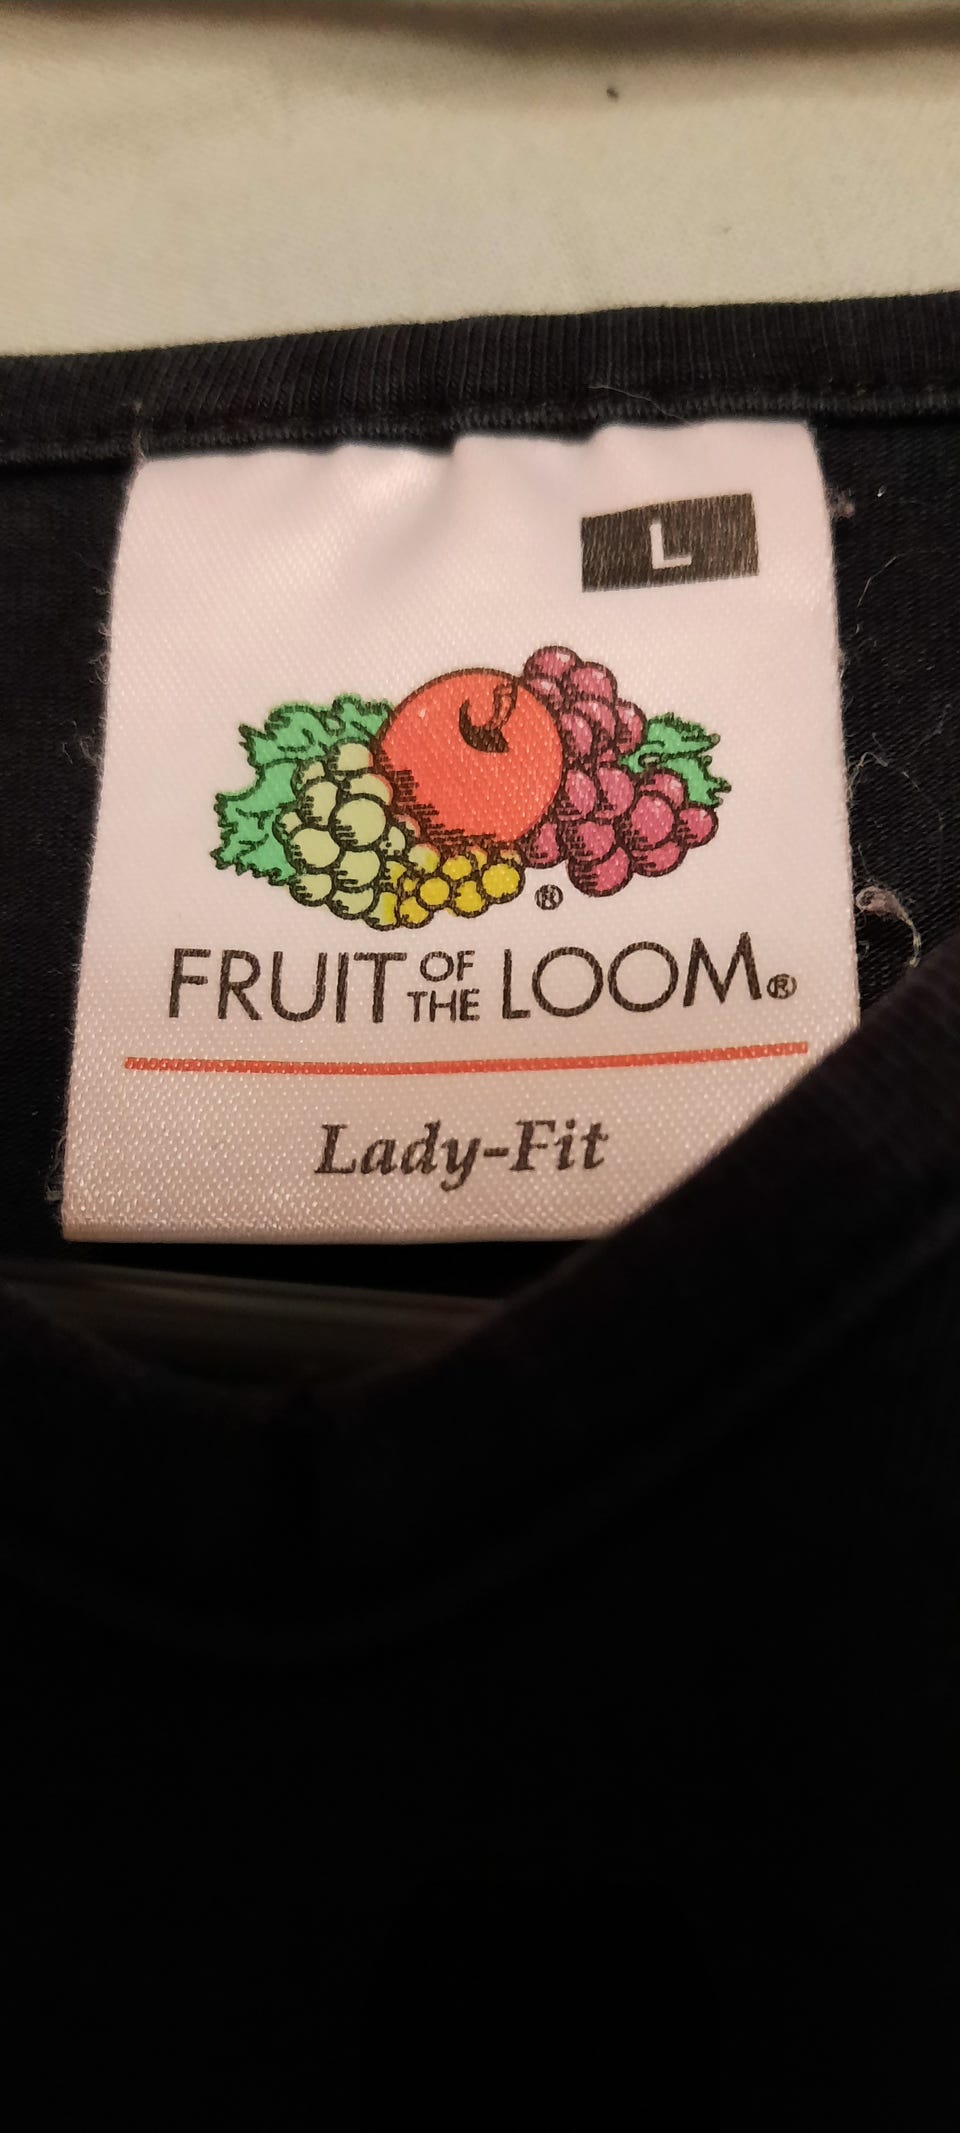 L
®
FRUIT OF THE LOOM®
Lady-Fit